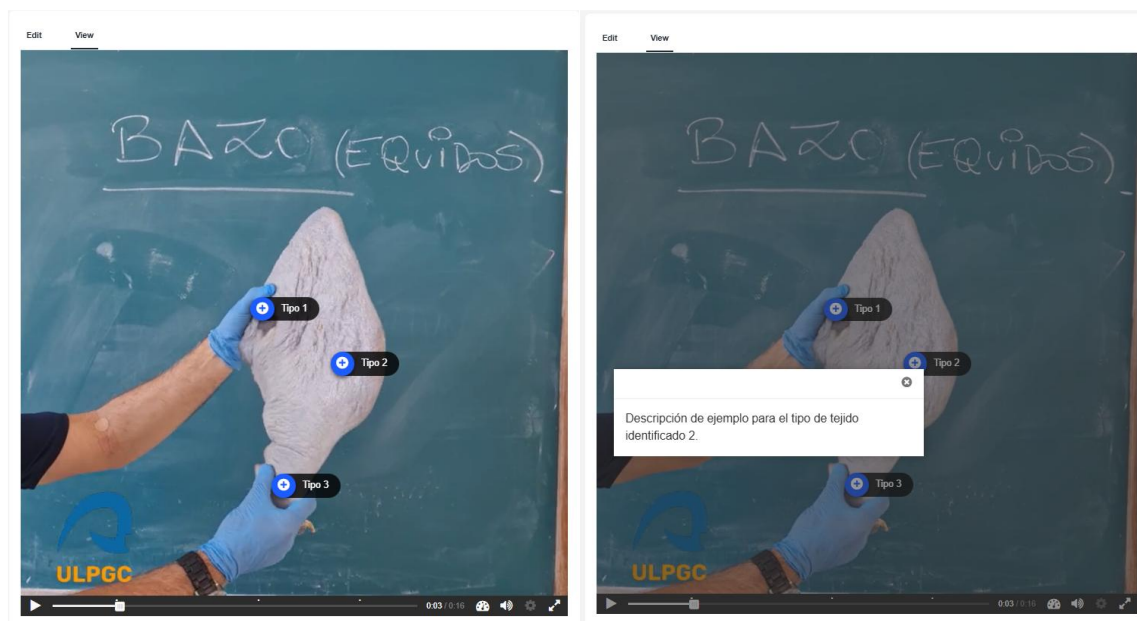 Edit View
BAZO (EQUIDOS)
Tipo 1
Tipo 2
Tipo 3
ULPGC
0:03 / 0:16
Edit View
BAZO (EQUIDOS)
Tipo 1
Tipo 2
Descripción de ejemplo para el tipo de tejido
identificado 2.
Tipo 3
ULPGC
0:03 / 0:16